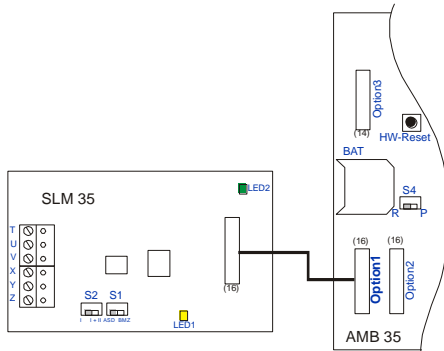 Option3
(14)
HW-Reset
BAT
S4
R P
(16) (16)
Option1
Option2
AMB 35
SLM 35
LED2
T
U
V
X
Y
Z
(16)
S2 S1
I I + II ASD BMZ
LED1